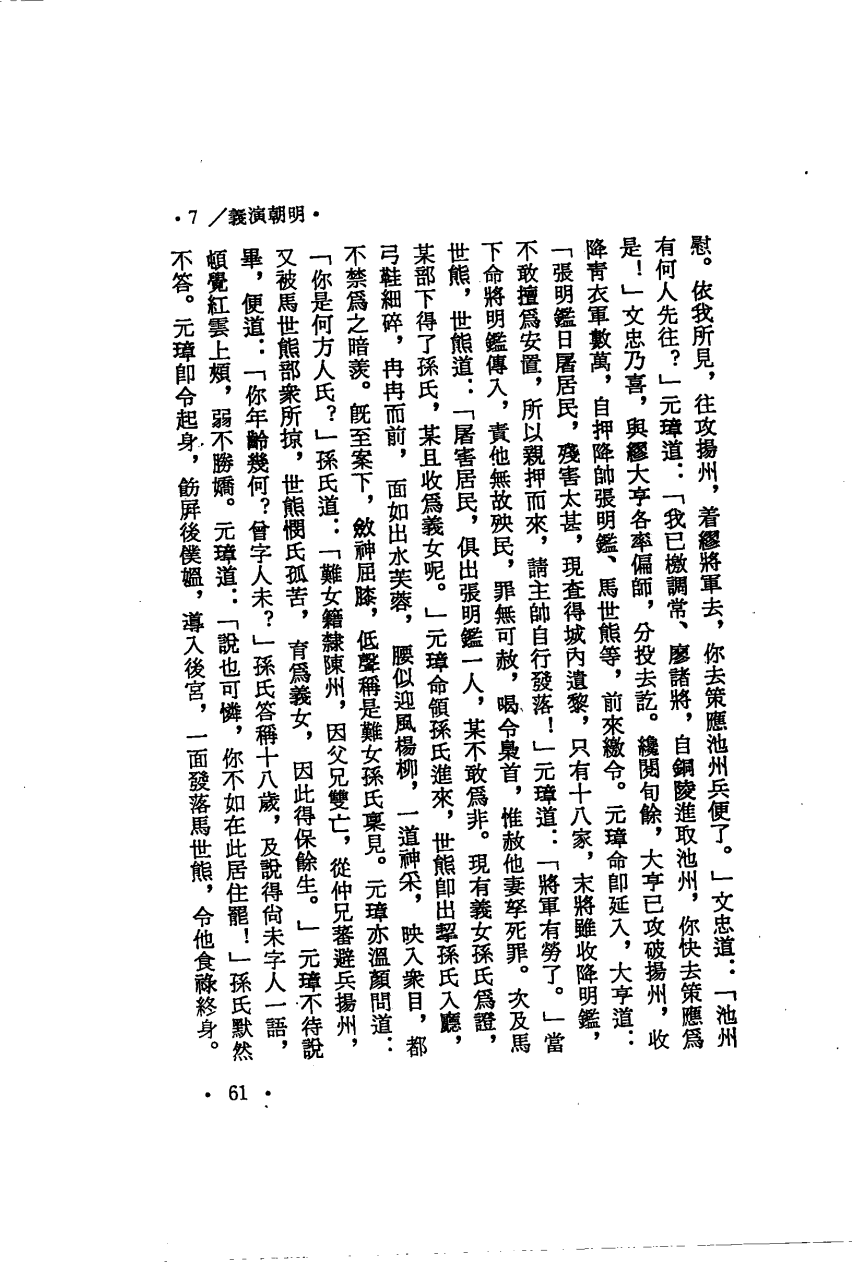 •7／義演朝明•
慰。依我所見，往攻揚州，着繆將軍去，你去策應池州兵便了。」文忠道：「池州
有何人先往？」元璋道：「我已檄調常、廖諸將，自銅陵進取池州，你快去策應爲
是！」文忠乃喜，與繆大亨各率偏師，分投去訖。纔閱旬餘，大亨已攻破揚州，收
降青衣軍數萬，自押降帥張明鑑、馬世熊等，前來繳令。元璋命卽延入，大亨道：
「張明鑑日屠居民，殘害太甚，現査得城內遺黎，只有十八家，末將雖收降明鑑，
不敢擅爲安置，所以親押而來，請主帥自行發落！」元璋道：「將軍有勞了。」當
下命將明鑑傳入，責他無故殃民，罪無可赦，喝令梟首，惟赦他妻孥死罪。次及馬
世熊，世熊道：「屠害居民，俱出張明鑑一人，某不敢爲非。現有義女孫氏爲證，
某部下得了孫氏，某且收爲義女呢。」元璋命領孫氏進來，世熊卽出挈孫氏入廳，
弓鞋細碎，冉冉而前，面如出水芙蓉，腰似迎風楊柳，一道神采，映入衆目，都
不禁爲之暗羨。旣至案下，斂神屈膝，低聲稱是難女孫氏稟見。元璋亦溫顏問道：
「你是何方人氏？」孫氏道：「難女籍隸陳州，因父兄雙亡，從仲兄蕃避兵揚州，
又被馬世熊部衆所掠，世熊憫氏孤苦，育爲義女，因此得保餘生。」元璋不待說
畢，便道：「你年齡幾何？曾字人未？」孫氏答稱十八歲，及說得尙未字人一語，
頓覺紅雲上頰，弱不勝嬌。元璋道：「說也可憐，你不如在此居住罷！」孫氏默然
不答。元璋卽令起身，飭屏後僕媼，導入後宮，一面發落馬世熊，令他食祿終身。
•61•